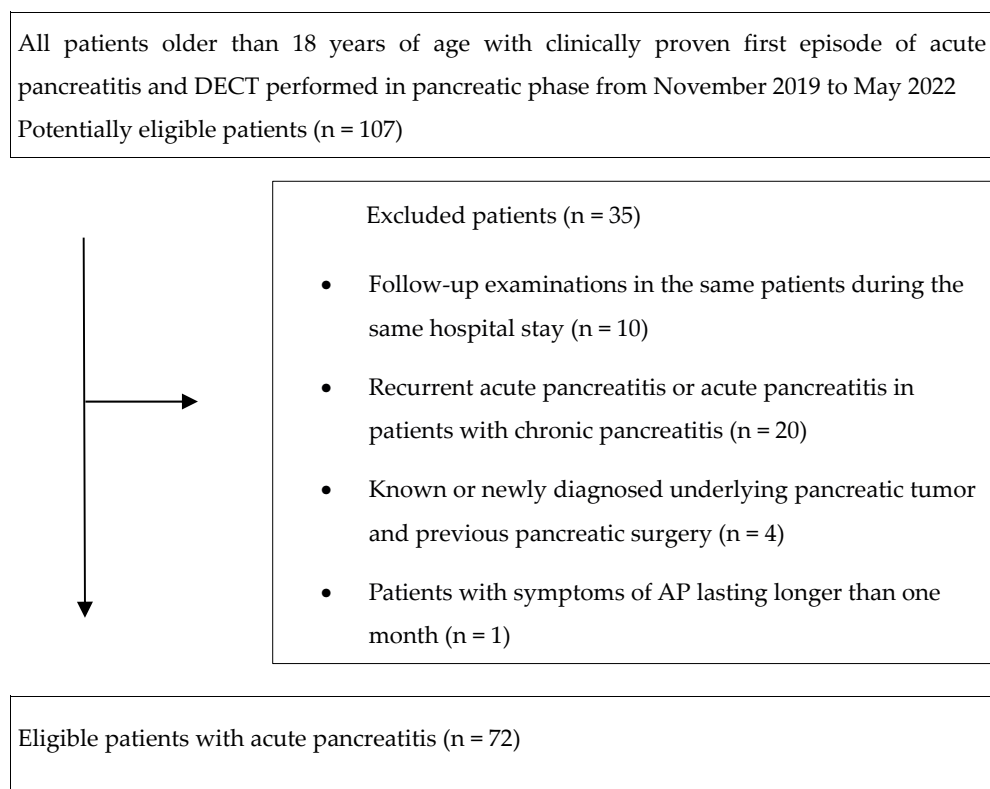 All patients older than 18 years of age with clinically proven first episode of acute
pancreatitis and DECT performed in pancreatic phase from November 2019 to May 2022
Potentially eligible patients (n = 107)
Excluded patients (n = 35)
• Follow-up examinations in the same patients during the
same hospital stay (n = 10)
• Recurrent acute pancreatitis or acute pancreatitis in
patients with chronic pancreatitis (n = 20)
• Known or newly diagnosed underlying pancreatic tumor
and previous pancreatic surgery (n = 4)
• Patients with symptoms of AP lasting longer than one
month (n = 1)
Eligible patients with acute pancreatitis (n = 72)